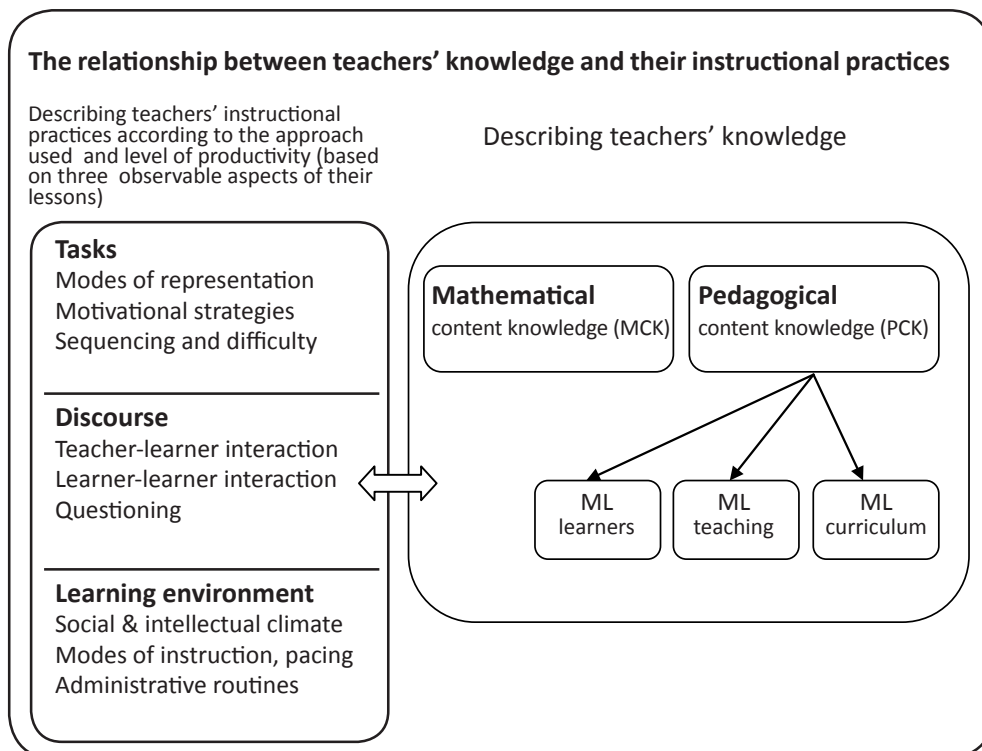 The relationship between teachers’ knowledge and their instructional practices
Describing teachers’ instructional
practices according to the approach
used and level of productivity (based
on three observable aspects of their
lessons)
Tasks
Modes of representation
Motivational strategies
Sequencing and difficulty
Discourse
Teacher-learner interaction
Learner-learner interaction
Questioning
Learning environment
Social & intellectual climate
Modes of instruction, pacing
Administrative routines
Describing teachers’ knowledge
Mathematical
content knowledge (MCK)
Pedagogical
content knowledge (PCK)
ML
learners
ML
teaching
ML
curriculum